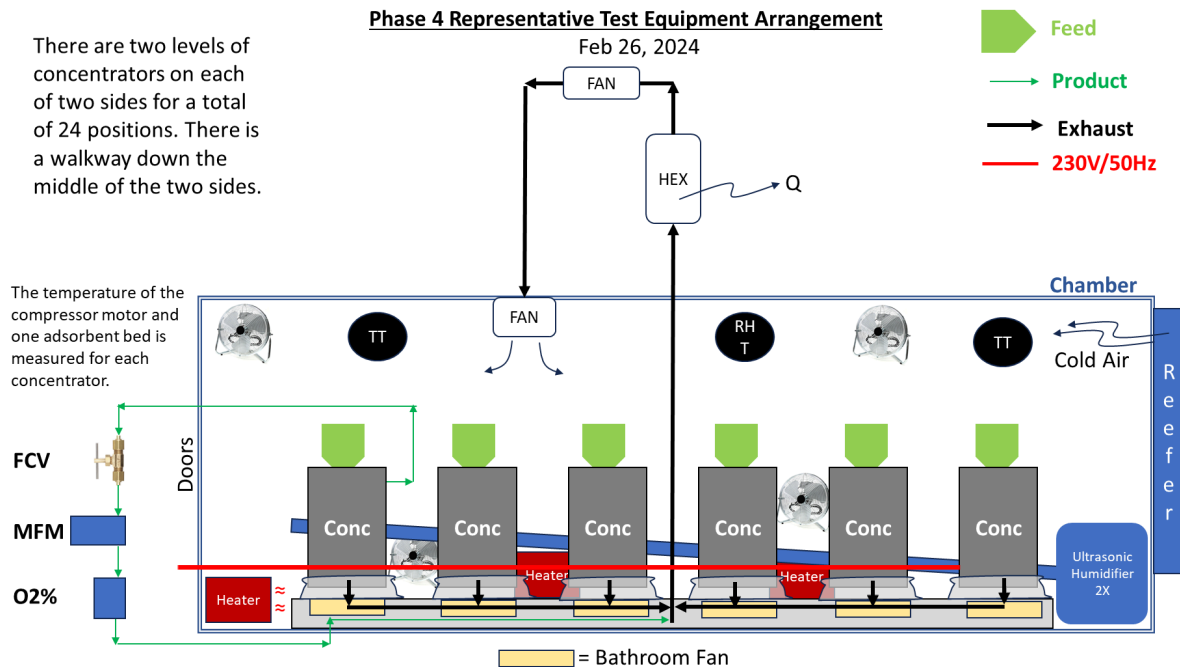 Phase 4 Representative Test Equipment Arrangement
Feb 26, 2024
There are two levels of
concentrators on each
of two sides for a total
of 24 positions. There is
a walkway down the
middle of the two sides.
Feed
Product
Exhaust
230V/50Hz
FAN
HEX
Q
Chamber
The temperature of the
compressor motor and
one adsorbent bed is
measured for each
concentrator.
TT
FAN
RH
T
TT
Cold Air
Reefer
Doors
FCV
MFM
O2%
Conc
Conc
Conc
Conc
Conc
Conc
Heater
Heater
Heater
Ultrasonic
Humidifier
2X
= Bathroom Fan